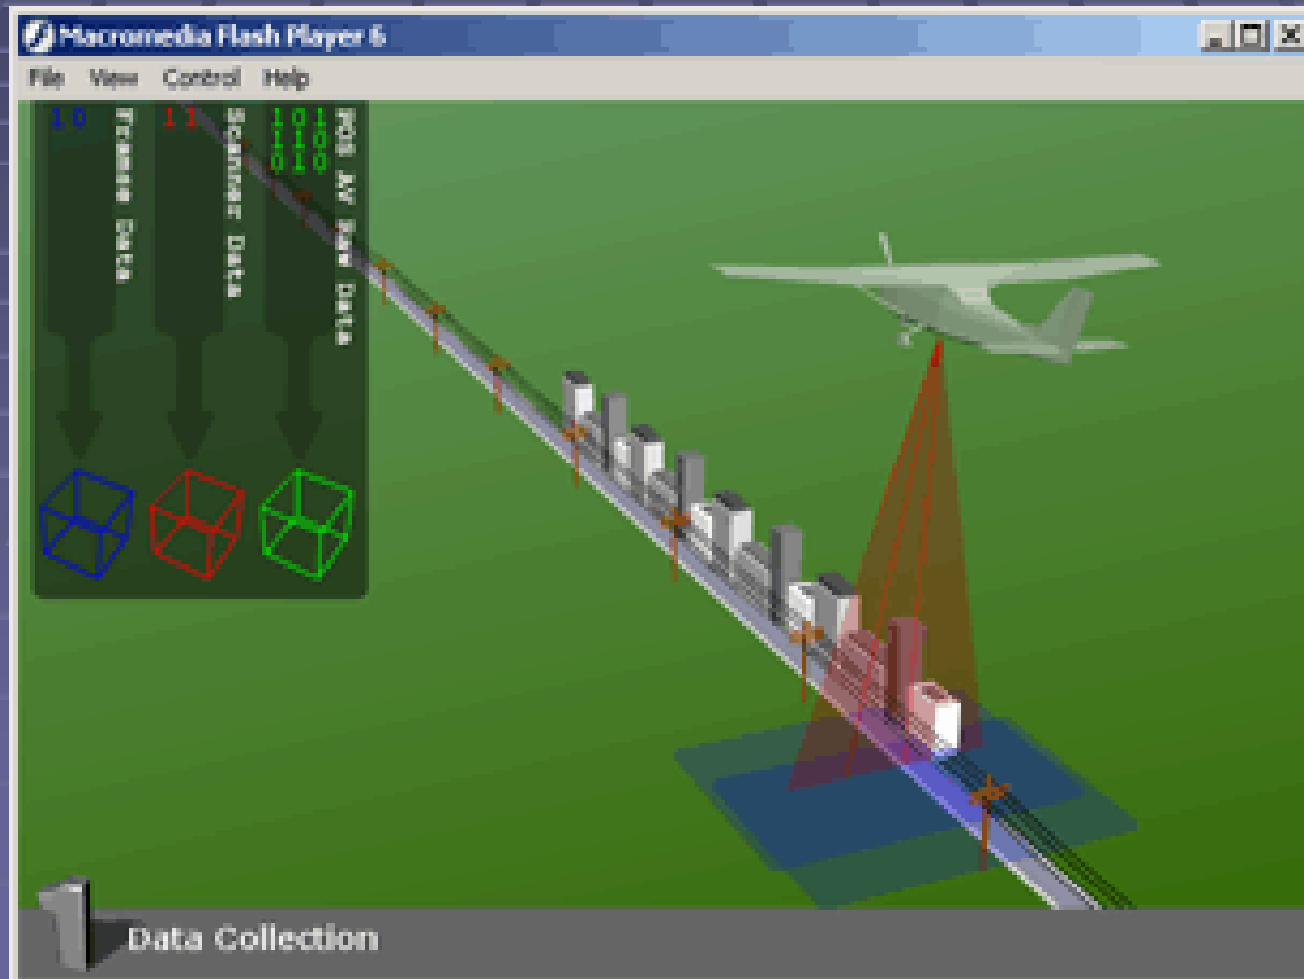 Macromedia Flash Player 6
File View Control Help
1 0
Frame Data
1 1
Scanner Data
1 0 1
1 1 0
0 1 0
POS AV Raw Data
1
Data Collection